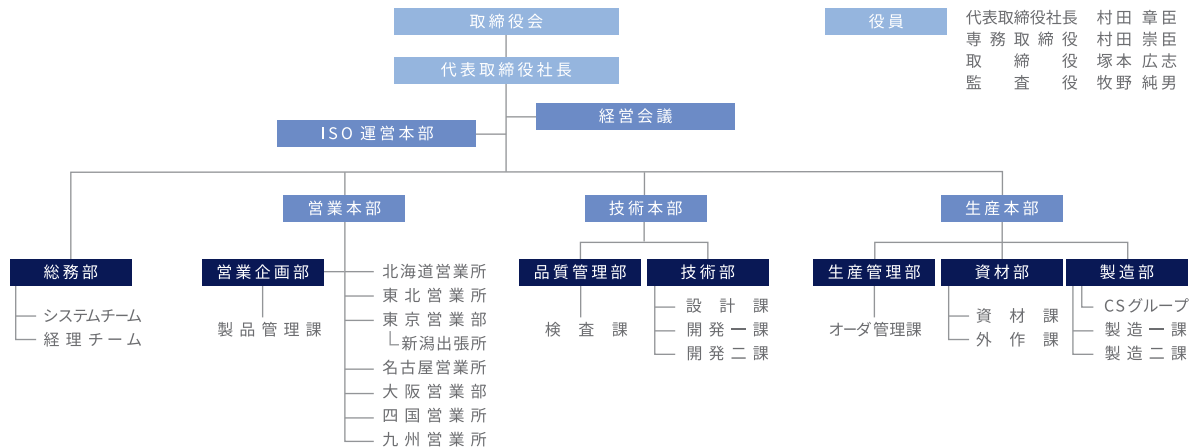 取締役会
代表取締役社長
役員
代表取締役社長 村田 章臣
専務取締役 村田 崇臣
取締役 塚本 広志
監査役 牧野 純男
経営会議
ISO 運営本部
営業本部
技術本部
生産本部
総務部
システムチーム
経理チーム
営業企画部
製品管理課
北海道営業所
東北営業所
東京営業部
新潟出張所
名古屋営業所
大阪営業部
四国営業所
九州営業所
品質管理部
検査課
技術部
設計課
開発一課
開発二課
生産管理部
オーダ管理課
資材部
資材課
外作課
製造部
CSグループ
製造一課
製造二課